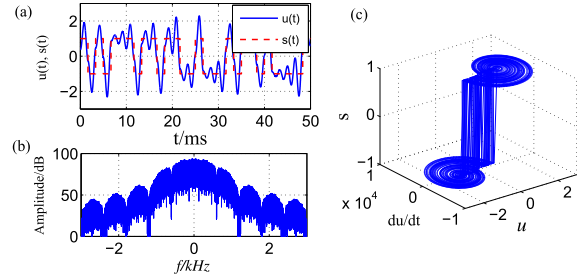 (a)
u(t), s(t)
2
0
−2
u(t)
s(t)
0
10
20
30
40
50
t/ms
(b)
Amplitude/dB
100
50
0
−2
0
2
f/kHz
(c)
s
1
0
−1
1
0
−1
x 10^4
du/dt
−2
0
2
u